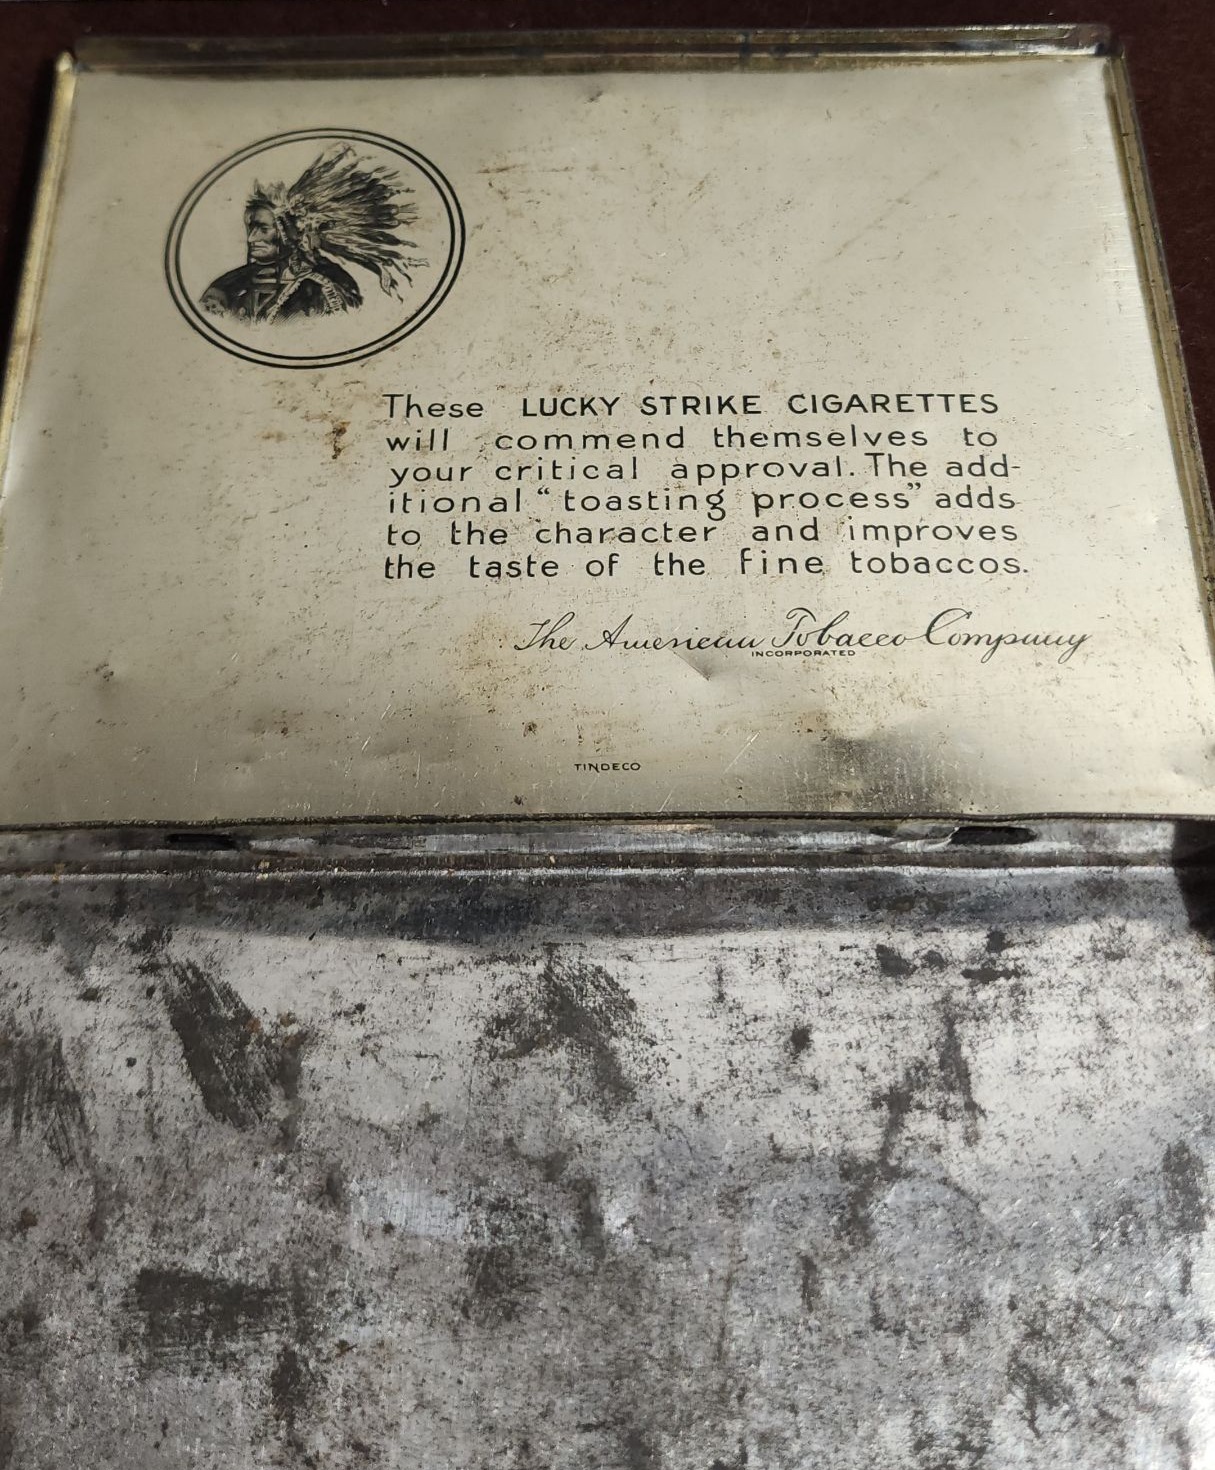 These LUCKY STRIKE CIGARETTES
will commend themselves to
your critical approval. The add-
itional “toasting process” adds
to the character and improves
the taste of the fine tobaccos.
The American Tobacco Company
INCORPORATED
TINDECO